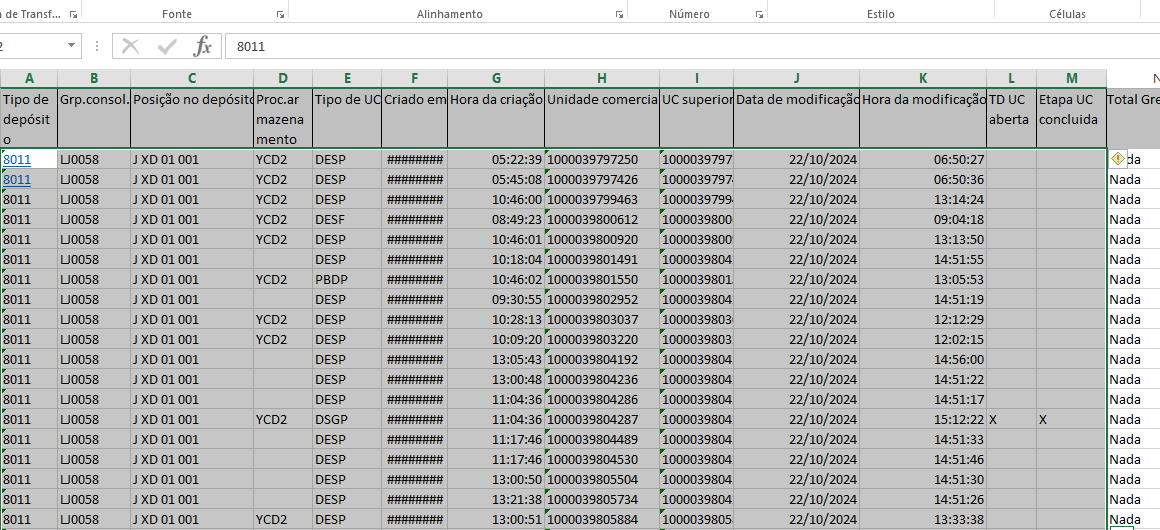 de Transf...
Fonte
Alinhamento
Número
Estilo
Células
2
fx
8011
A B C D E F G H I J K L M N
Tipo de depósito Grp.consol. Posição no depósito Proc.armazenamento Tipo de UC Criado em Hora da criação Unidade comercia UC superior Data de modificação Hora da modificação TD UC aberta Etapa UC concluida Total Gre
8011 LJ0058 J XD 01 001 YCD2 DESP ######## 05:22:39 1000039797250 1000039797 22/10/2024 06:50:27 da
8011 LJ0058 J XD 01 001 YCD2 DESP ######## 05:45:08 1000039797426 100003979 22/10/2024 06:50:36 Nada
8011 LJ0058 J XD 01 001 YCD2 DESP ######## 10:46:00 1000039799463 100003979 22/10/2024 13:14:24 Nada
8011 LJ0058 J XD 01 001 YCD2 DESF ######## 08:49:23 1000039800612 1000039800 22/10/2024 09:04:18 Nada
8011 LJ0058 J XD 01 001 YCD2 DESP ######## 10:46:01 1000039800920 1000039800 22/10/2024 13:13:50 Nada
8011 LJ0058 J XD 01 001 DESP ######## 10:18:04 1000039801491 1000039804 22/10/2024 14:51:55 Nada
8011 LJ0058 J XD 01 001 YCD2 PBDP ######## 10:46:02 1000039801550 100003980 22/10/2024 13:05:53 Nada
8011 LJ0058 J XD 01 001 DESP ######## 09:30:55 1000039802952 1000039804 22/10/2024 14:51:19 Nada
8011 LJ0058 J XD 01 001 YCD2 DESP ######## 10:28:13 1000039803037 100003980 22/10/2024 12:12:29 Nada
8011 LJ0058 J XD 01 001 YCD2 DESP ######## 10:09:20 1000039803220 100003980 22/10/2024 12:02:15 Nada
8011 LJ0058 J XD 01 001 DESP ######## 13:05:43 1000039804192 1000039804 22/10/2024 14:56:00 Nada
8011 LJ0058 J XD 01 001 DESP ######## 13:00:48 1000039804236 1000039804 22/10/2024 14:51:22 Nada
8011 LJ0058 J XD 01 001 DESP ######## 11:04:36 1000039804286 1000039804 22/10/2024 14:51:17 Nada
8011 LJ0058 J XD 01 001 YCD2 DSGP ######## 11:04:36 1000039804287 1000039804 22/10/2024 15:12:22 X X Nada
8011 LJ0058 J XD 01 001 DESP ######## 11:17:46 1000039804489 1000039804 22/10/2024 14:51:33 Nada
8011 LJ0058 J XD 01 001 DESP ######## 11:17:46 1000039804530 1000039804 22/10/2024 14:51:46 Nada
8011 LJ0058 J XD 01 001 DESP ######## 13:00:50 1000039805504 1000039804 22/10/2024 14:51:30 Nada
8011 LJ0058 J XD 01 001 DESP ######## 13:21:38 1000039805734 1000039804 22/10/2024 14:51:26 Nada
8011 LJ0058 J XD 01 001 YCD2 DESP ######## 13:00:51 1000039805884 100003980 22/10/2024 13:33:38 Nada